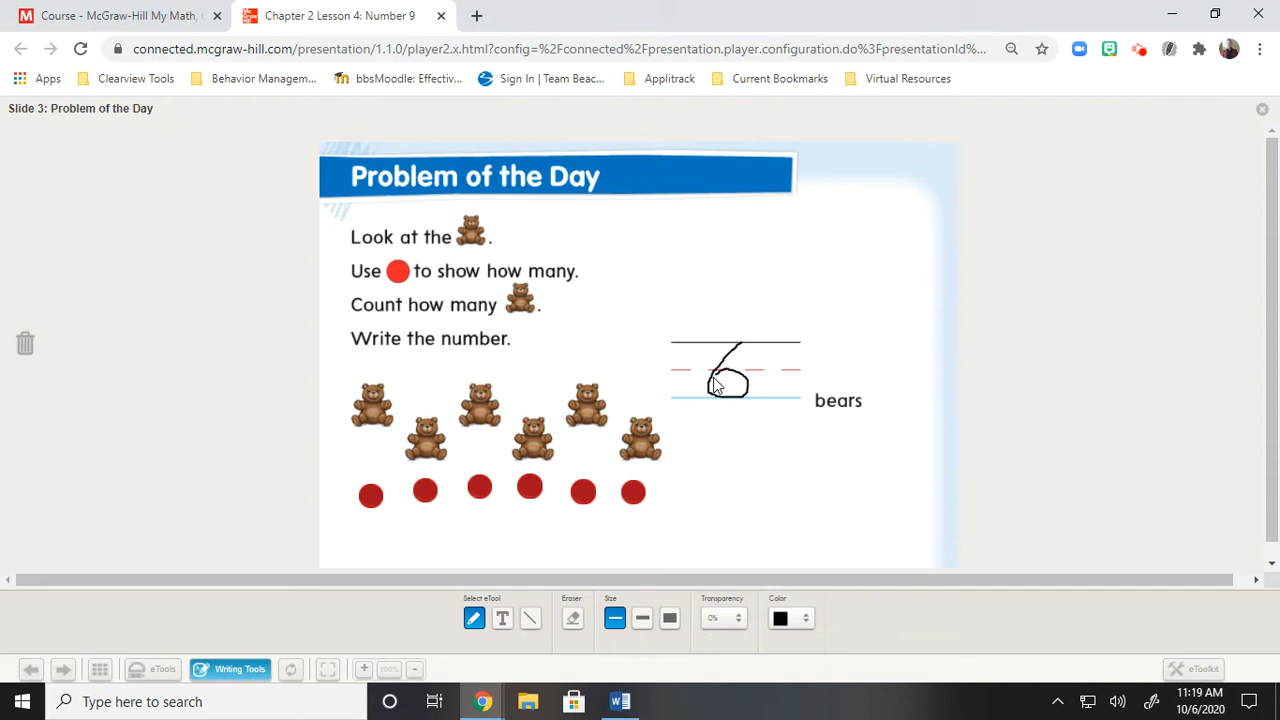 Course - McGraw-Hill My Math,
Chapter 2 Lesson 4: Number 9
connected.mcgraw-hill.com/presentation/1.1.0/player2.x.html?config=%2Fconnected%2Fpresentation.player.configuration.do%3FpresentationId%...
Apps
Clearview Tools
Behavior Managem...
bbsMoodle: Effectiv...
Sign In | Team Beac...
Applitrack
Current Bookmarks
Virtual Resources
Slide 3: Problem of the Day
Problem of the Day
Look at the .
Use to show how many.
Count how many .
Write the number.
6
bears
Select eTool
Eraser
Size
Transparency
Color
T
0%
eTools
Writing Tools
100%
eToolkit
Type here to search
11:19 AM
10/6/2020